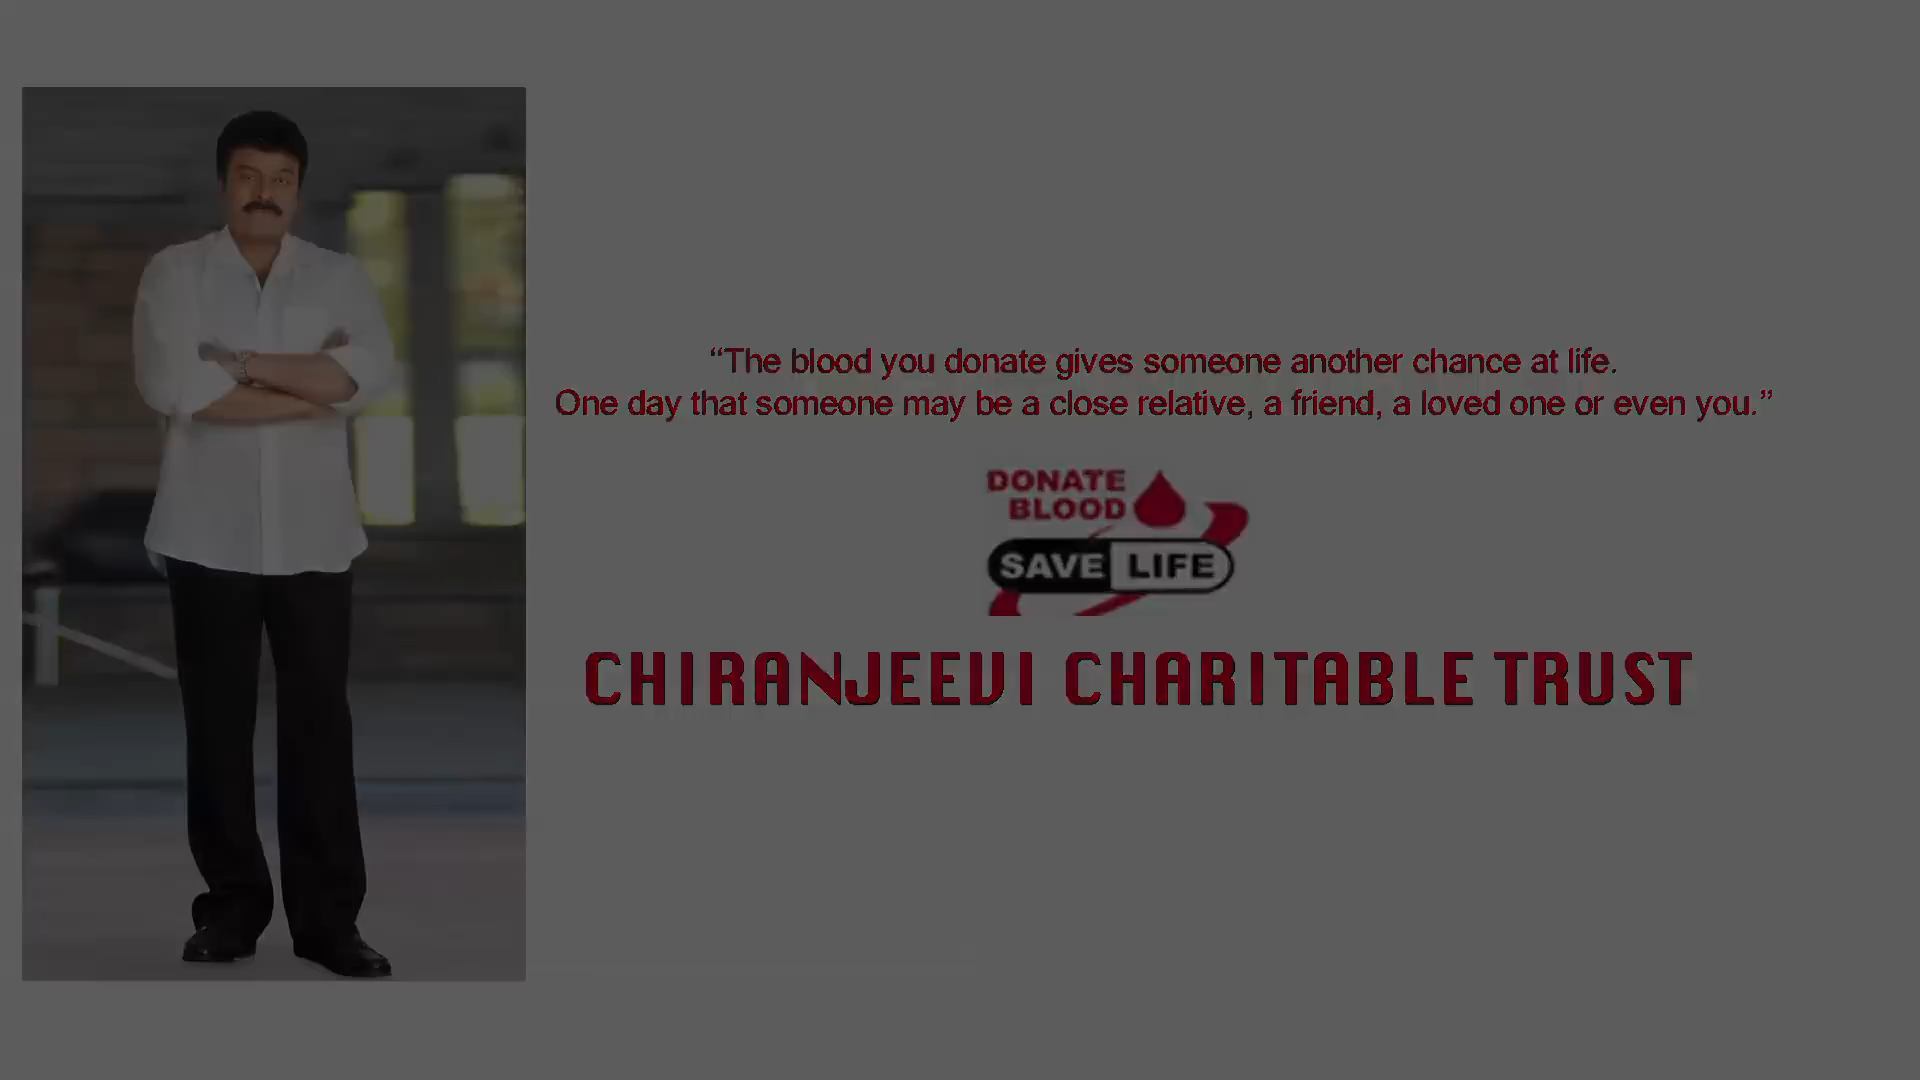 “The blood you donate gives someone another chance at life.
One day that someone may be a close relative, a friend, a loved one or even you.”
DONATE
BLOOD
SAVE LIFE
CHIRANJEEVI CHARITABLE TRUST